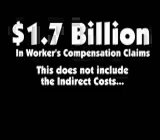 $1.7 Billion
In Worker's Compensation Claims
This does not include
the Indirect Costs...